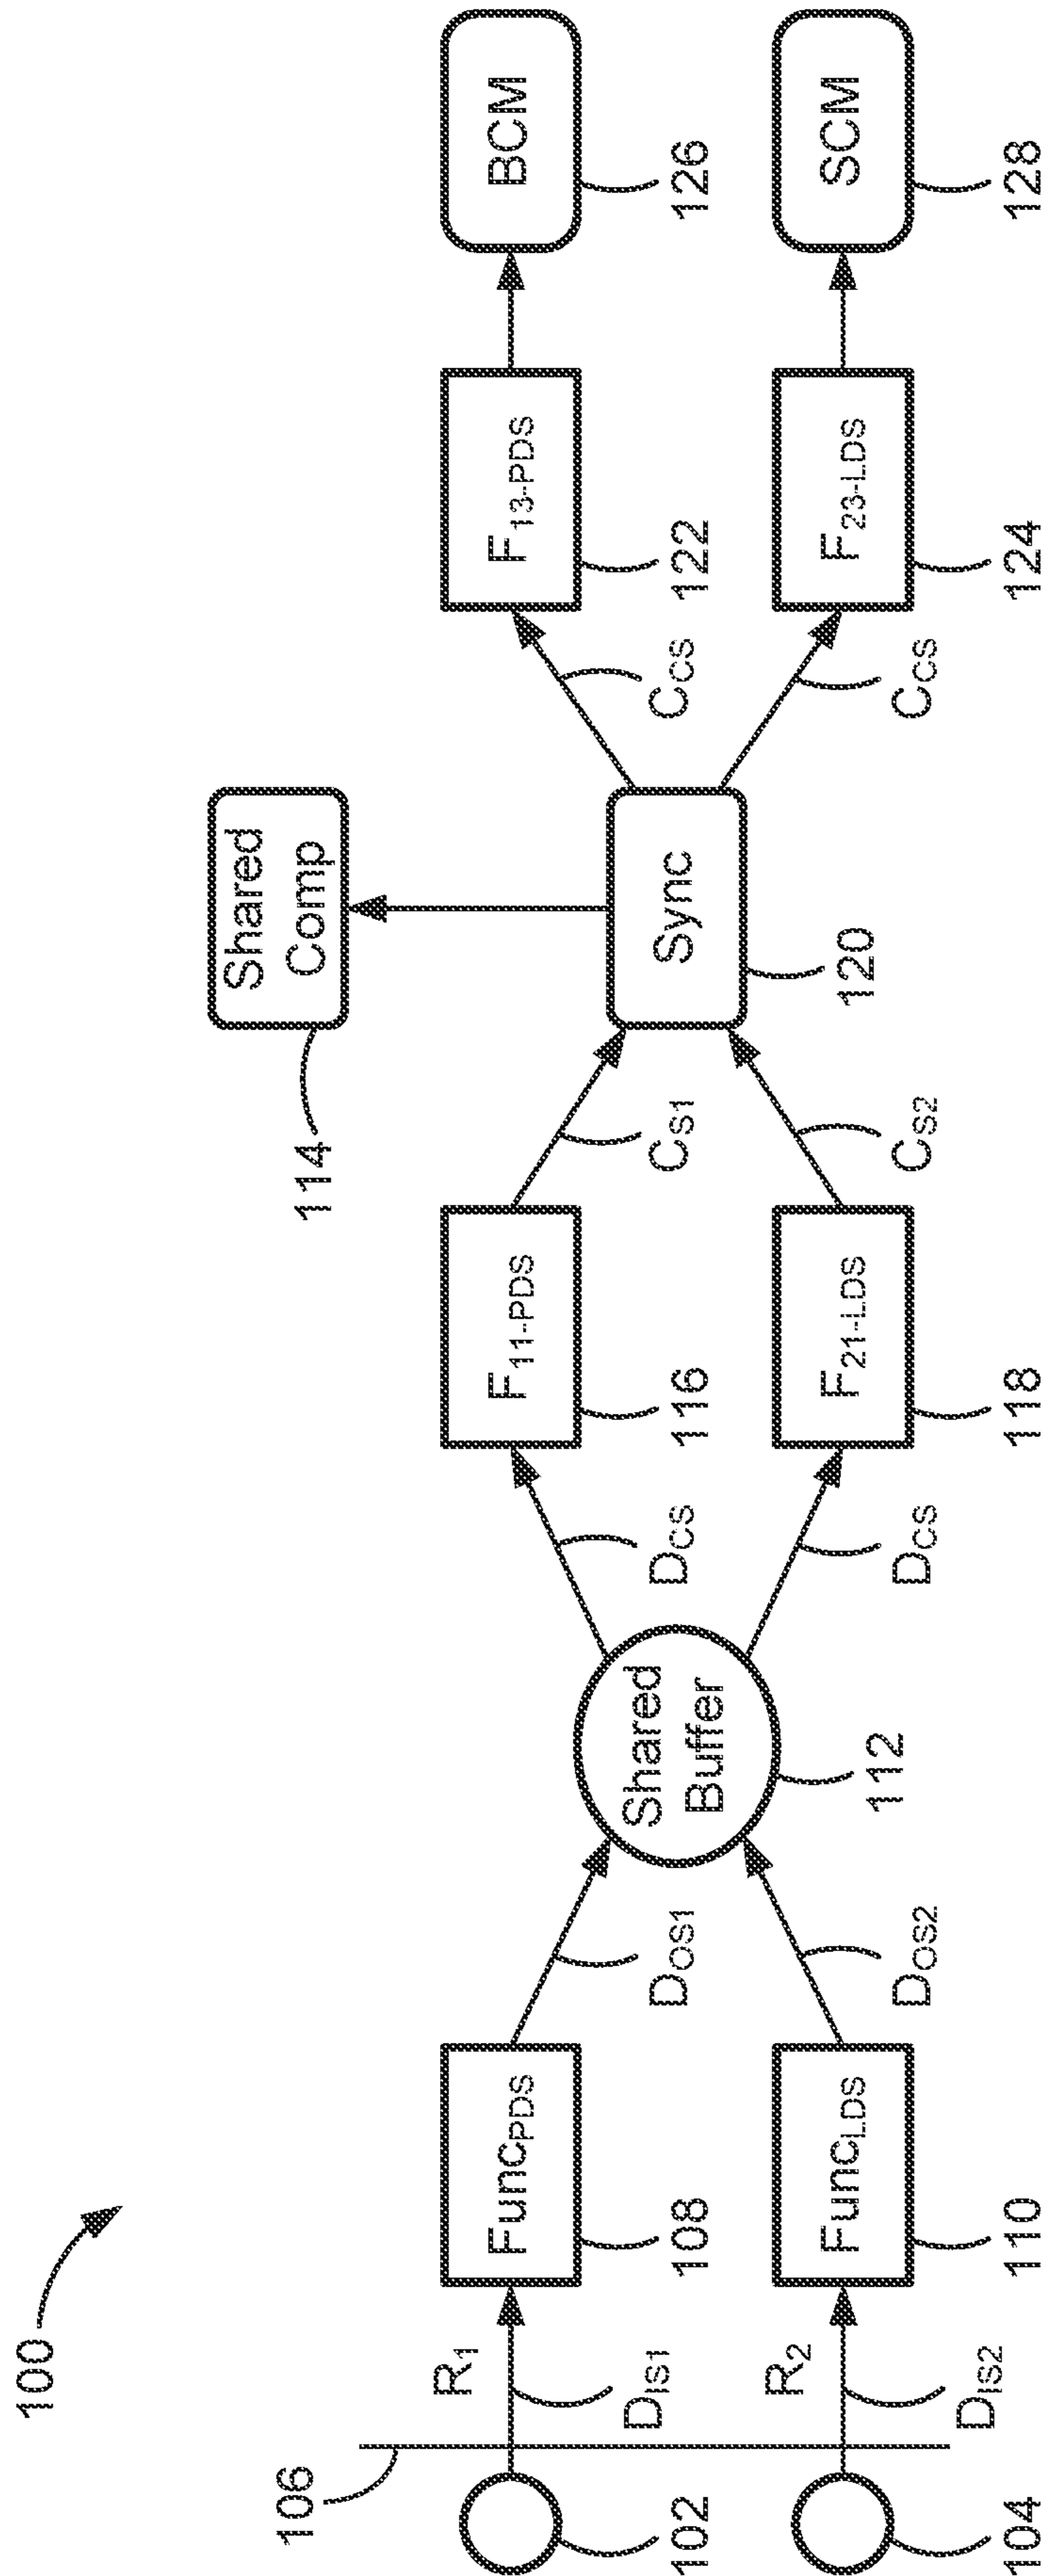 100
106
102
R1
DIS1
FuncPDS
108
DOS1
104
R2
DIS2
FuncLDS
110
DOS2
Shared
Buffer
112
DCS
DCS
F11-PDS
116
CS1
F21-LDS
118
CS2
114
Shared
Comp
Sync
120
CCS
CCS
F13-PDS
122
F23-LDS
124
BCM
126
SCM
128